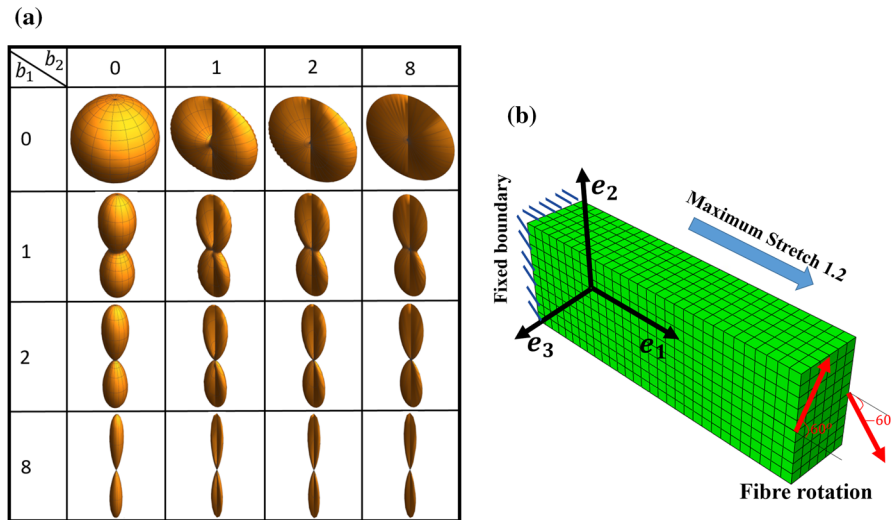 (a)
b₁ b₂ 0 1 2 8
0
1
2
8
(b)
Fixed boundary
e₂
Maximum Stretch 1.2
e₃
e₁
60°
-60
Fibre rotation